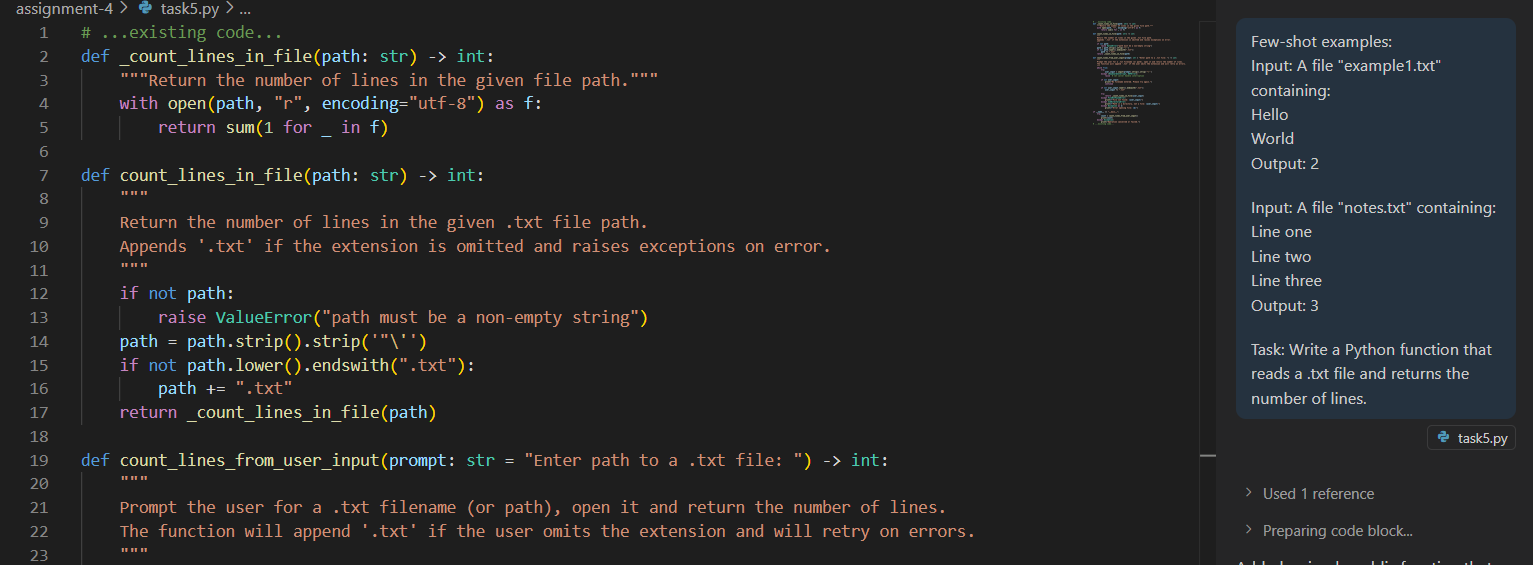 assignment-4 > task5.py > ...
1 # ...existing code...
2 def _count_lines_in_file(path: str) -> int:
3 """Return the number of lines in the given file path."""
4 with open(path, "r", encoding="utf-8") as f:
5 return sum(1 for _ in f)
6
7 def count_lines_in_file(path: str) -> int:
8 """
9 Return the number of lines in the given .txt file path.
10 Appends '.txt' if the extension is omitted and raises exceptions on error.
11 """
12 if not path:
13 raise ValueError("path must be a non-empty string")
14 path = path.strip().strip('"\'')
15 if not path.lower().endswith(".txt"):
16 path += ".txt"
17 return _count_lines_in_file(path)
18
19 def count_lines_from_user_input(prompt: str = "Enter path to a .txt file: ") -> int:
20 """
21 Prompt the user for a .txt filename (or path), open it and return the number of lines.
22 The function will append '.txt' if the user omits the extension and will retry on errors.
23 """
Few-shot examples:
Input: A file "example1.txt"
containing:
Hello
World
Output: 2
Input: A file "notes.txt" containing:
Line one
Line two
Line three
Output: 3
Task: Write a Python function that
reads a .txt file and returns the
number of lines.
task5.py
> Used 1 reference
> Preparing code block...